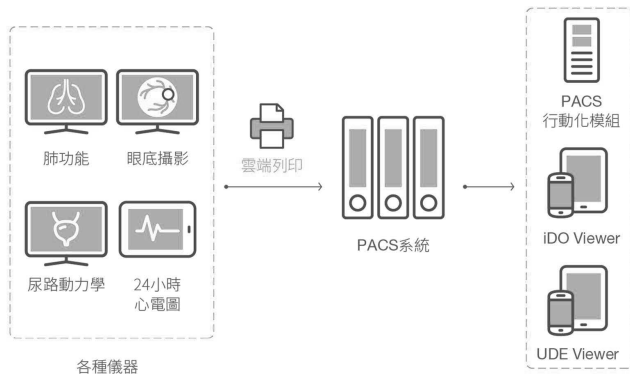 肺功能
眼底攝影
尿路動力學
24小時
心電圖
各種儀器
雲端列印
PACS系統
PACS
行動化模組
iDO Viewer
UDE Viewer